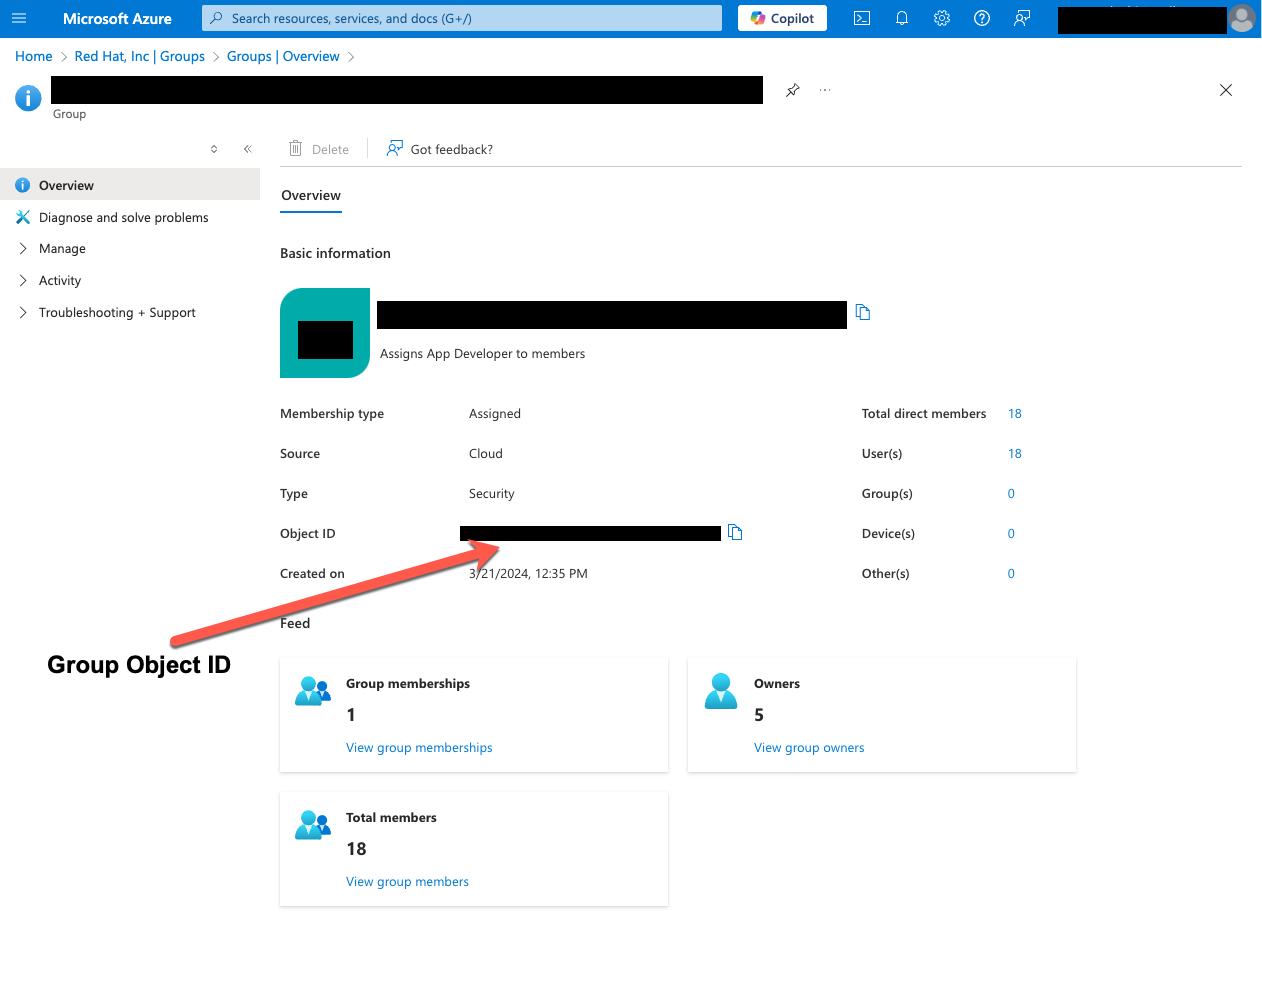 Microsoft Azure
Search resources, services, and docs (G+/)
Copilot
Home > Red Hat, Inc | Groups > Groups | Overview >
Group
Delete
Got feedback?
Overview
Diagnose and solve problems
Manage
Activity
Troubleshooting + Support
Overview
Basic information
Assigns App Developer to members
Membership type Assigned
Source Cloud
Type Security
Object ID
Created on 3/21/2024, 12:35 PM
Total direct members 18
User(s) 18
Group(s) 0
Device(s) 0
Other(s) 0
Feed
Group Object ID
Group memberships
1
View group memberships
Owners
5
View group owners
Total members
18
View group members